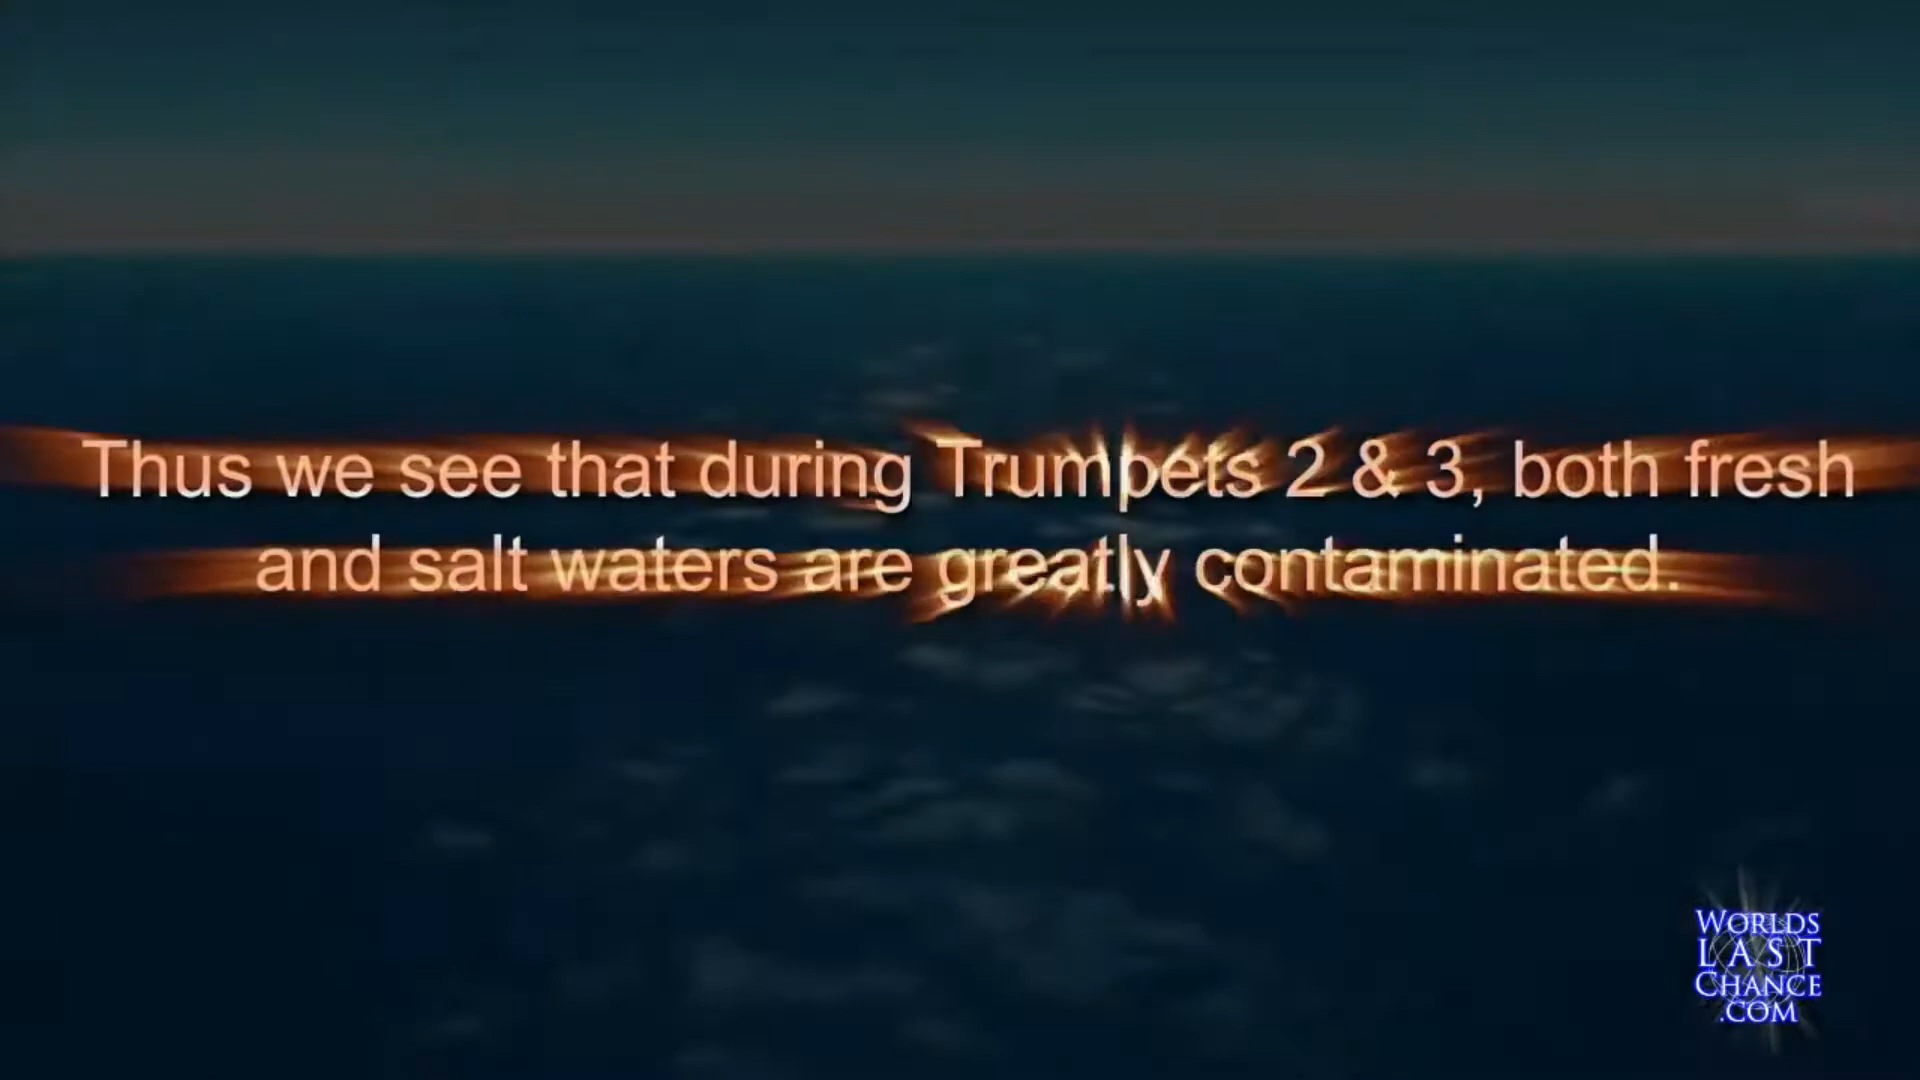 Thus we see that during Trumpets 2 & 3, both fresh
and salt waters are greatly contaminated.
WORLDS
LAST
CHANCE
.COM